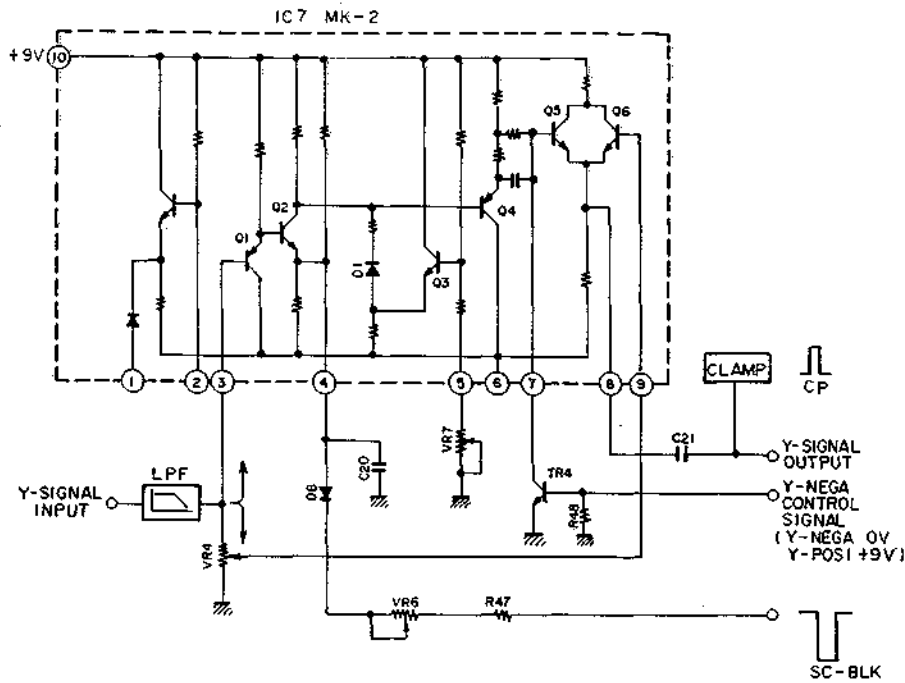 IC7 MK-2
+9V 10
Q5 Q6
Q4
Q2
Q1
D1
Q3
1 2 3 4 5 6 7 8 9
CLAMP
CP
VR7
C21
C20
Y-SIGNAL
OUTPUT
LPF
D8
TR4
Y-SIGNAL
INPUT
R48
Y-NEGA
CONTROL
SIGNAL
(Y-NEGA 0V
Y-POSI +9V)
VR4
VR6
R47
SC-BLK